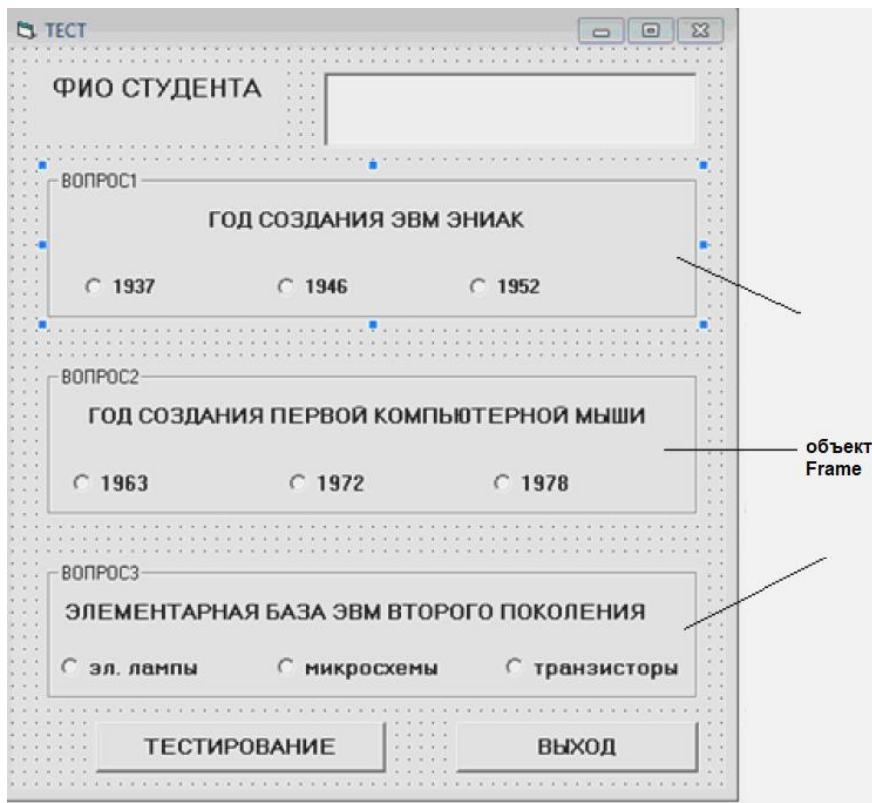 ТЕСТ
ФИО СТУДЕНТА
ВОПРОС1
ГОД СОЗДАНИЯ ЭВМ ЭНИАК
1937 1946 1952
ВОПРОС2
ГОД СОЗДАНИЯ ПЕРВОЙ КОМПЬЮТЕРНОЙ МЫШИ
1963 1972 1978
объект
Frame
ВОПРОС3
ЭЛЕМЕНТАРНАЯ БАЗА ЭВМ ВТОРОГО ПОКОЛЕНИЯ
эл. лампы микросхемы транзисторы
ТЕСТИРОВАНИЕ ВЫХОД